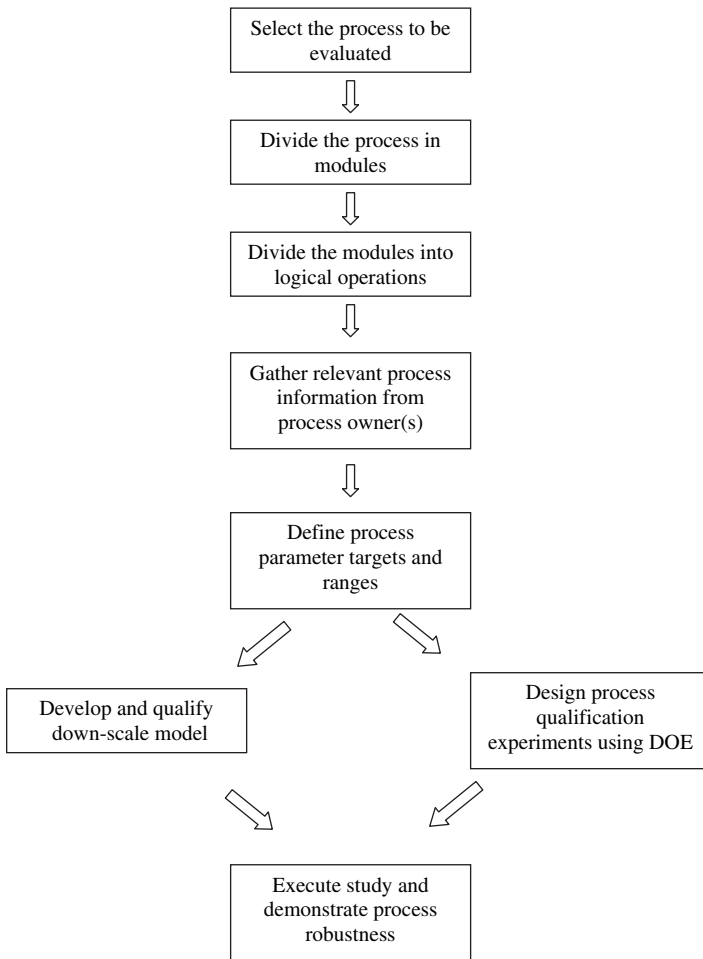 Select the process to be
evaluated
Divide the process in
modules
Divide the modules into
logical operations
Gather relevant process
information from
process owner(s)
Define process
parameter targets and
ranges
Develop and qualify
down-scale model
Design process
qualification
experiments using DOE
Execute study and
demonstrate process
robustness